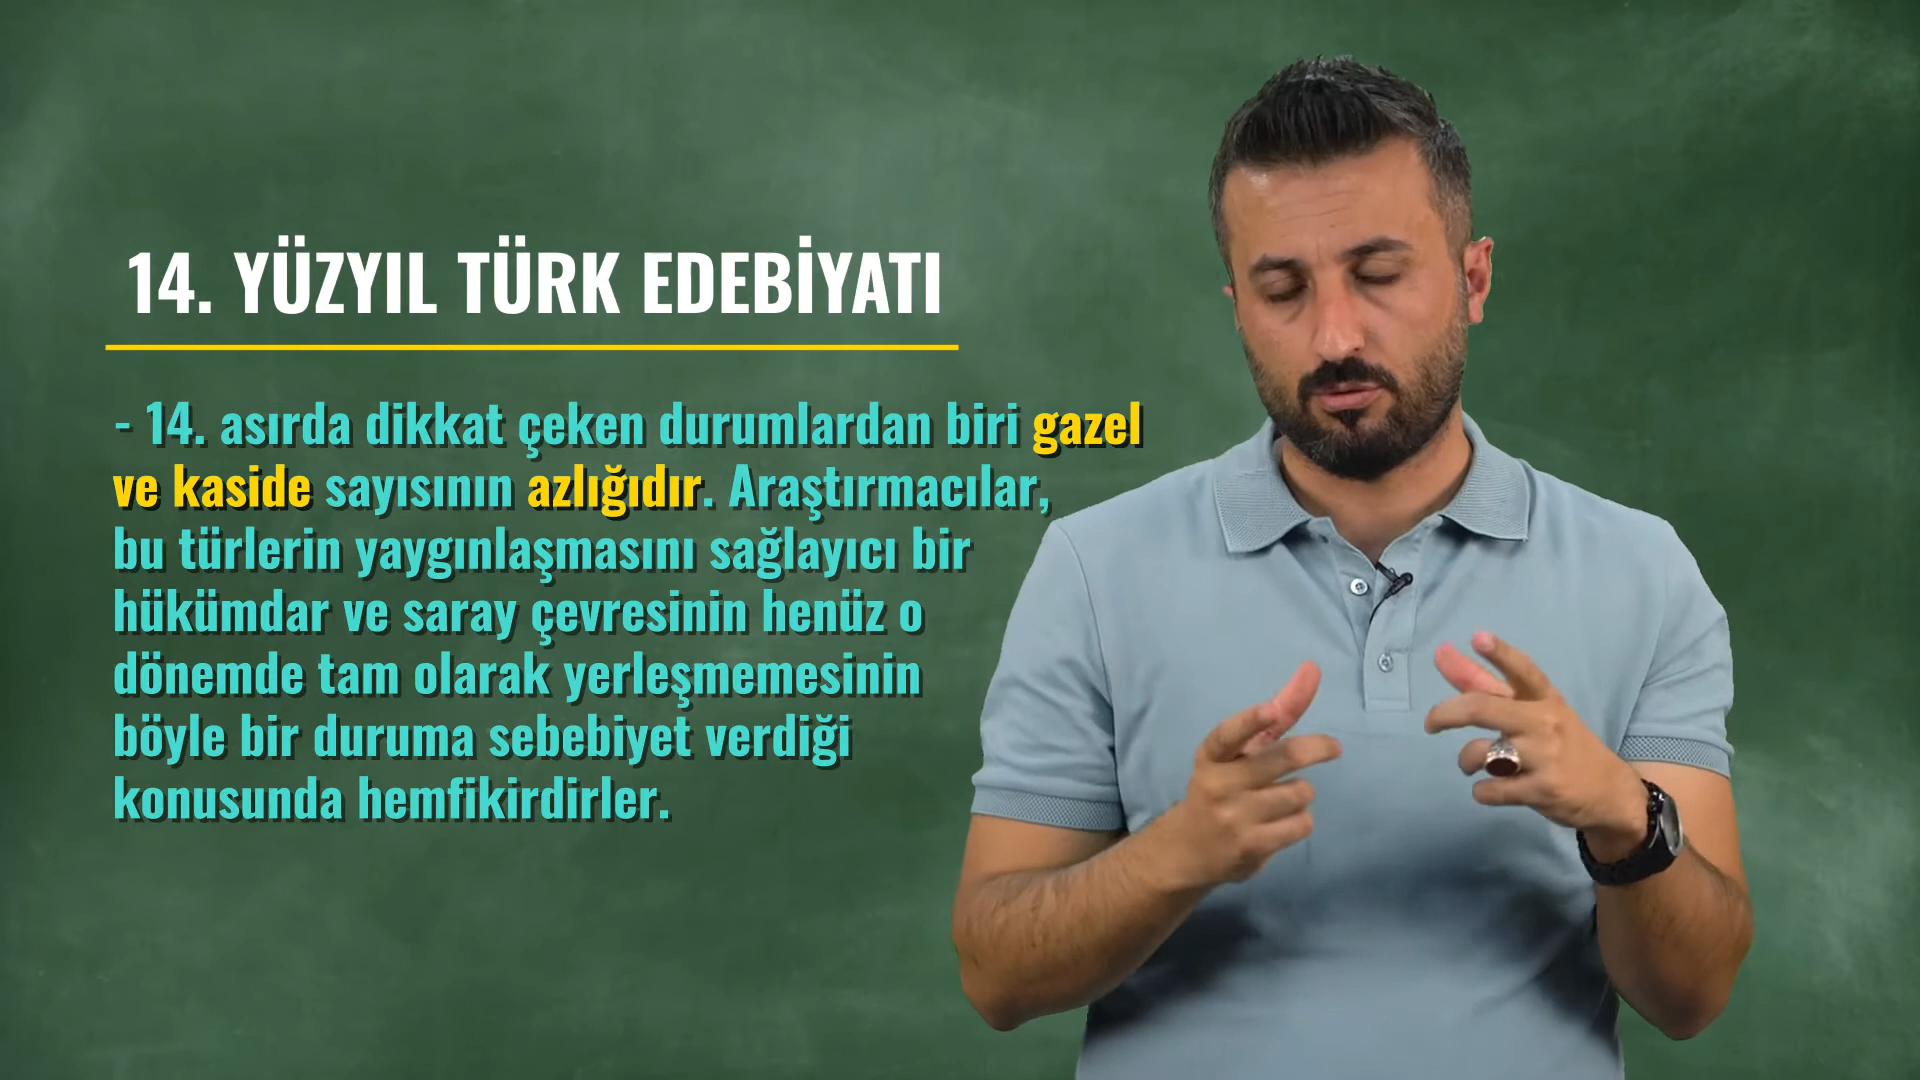 14. YÜZYIL TÜRK EDEBİYATI
- 14. asırda dikkat çeken durumlardan biri gazel
ve kaside sayısının azlığıdır. Araştırmacılar,
bu türlerin yaygınlaşmasını sağlayıcı bir
hükümdar ve saray çevresinin henüz o
dönemde tam olarak yerleşmemesinin
böyle bir duruma sebebiyet verdiği
konusunda hemfikirdirler.